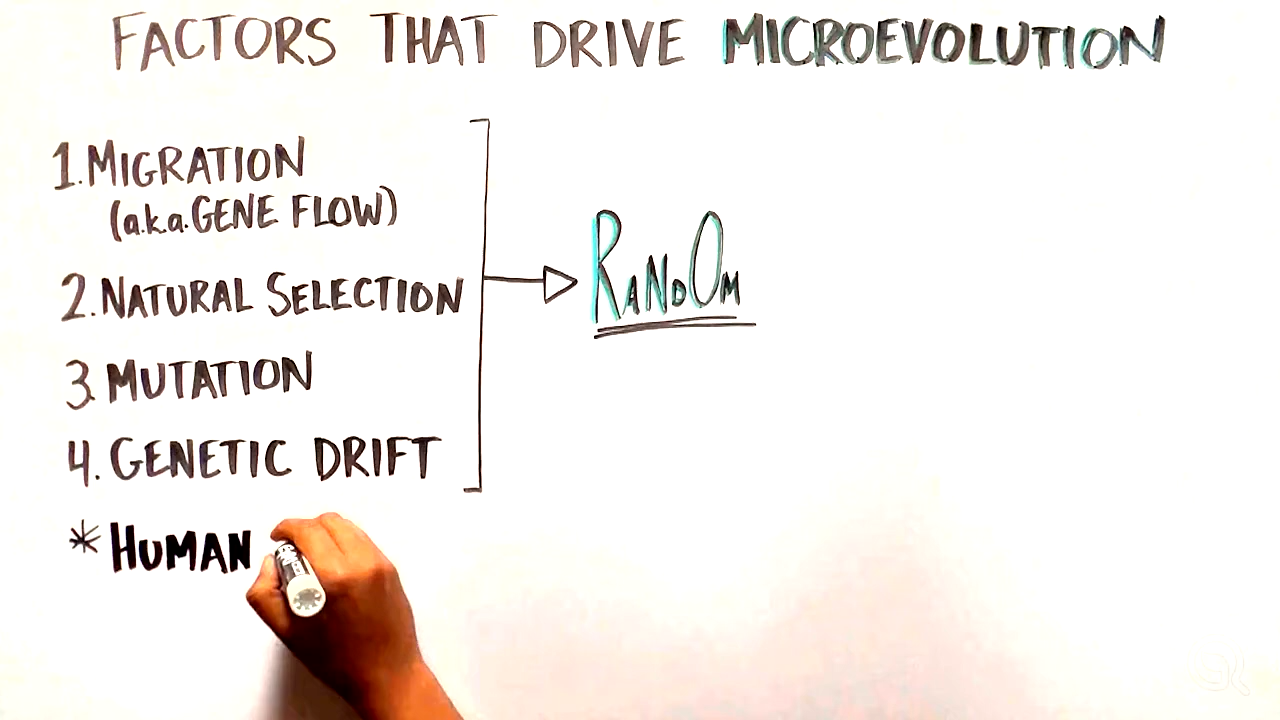 FACTORS THAT DRIVE MICROEVOLUTION
1. MIGRATION
(a.k.a. GENE FLOW)
2. NATURAL SELECTION
3. MUTATION
4. GENETIC DRIFT
RANDOM
* HUMAN